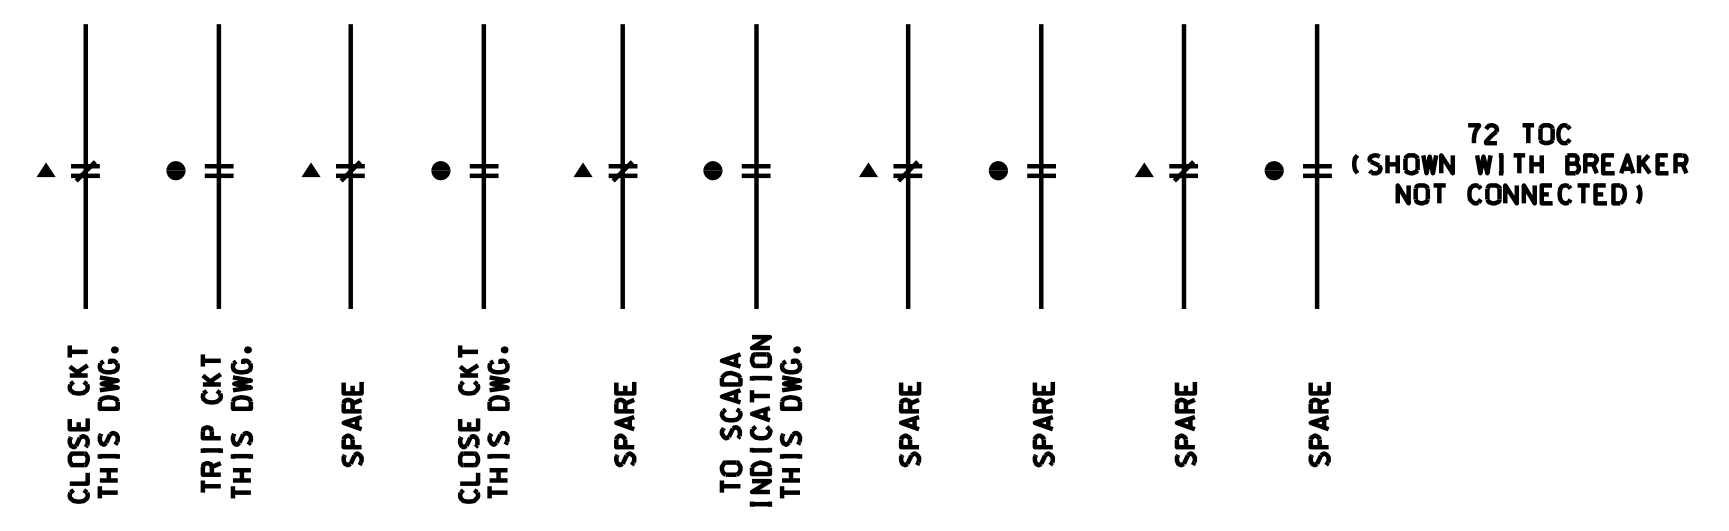 72 TOC
(SHOWN WITH BREAKER
NOT CONNECTED)
CLOSE CKT
THIS DWG.
TRIP CKT
THIS DWG.
SPARE
CLOSE CKT
THIS DWG.
SPARE
TO SCADA
INDICATION
THIS DWG.
SPARE
SPARE
SPARE
SPARE